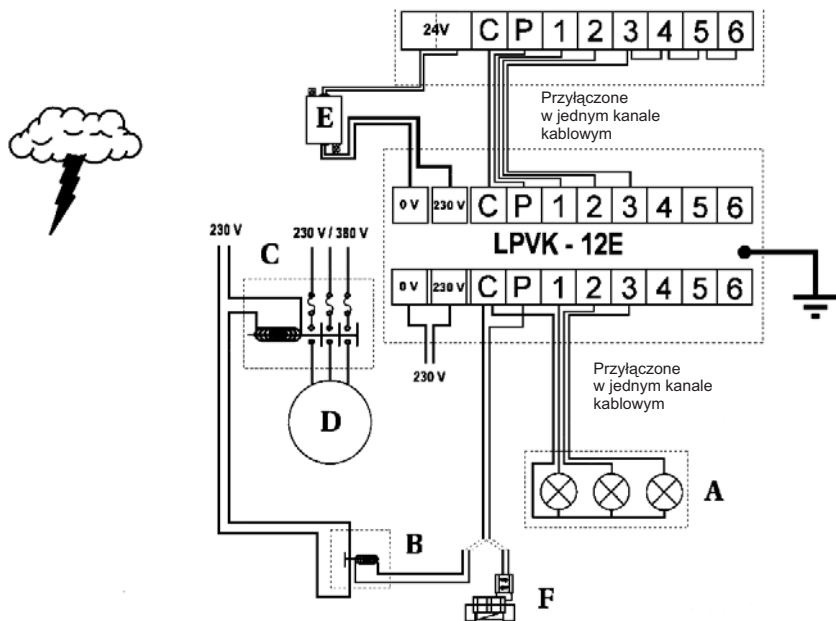 24V C P 1 2 3 4 5 6
Przyłączone
w jednym kanale
kablowym
E
0 V 230 V C P 1 2 3 4 5 6
LPVK - 12E
230 V
C
230 V / 380 V
0 V 230 V C P 1 2 3 4 5 6
230 V
Przyłączone
w jednym kanale
kablowym
D
A
B
F